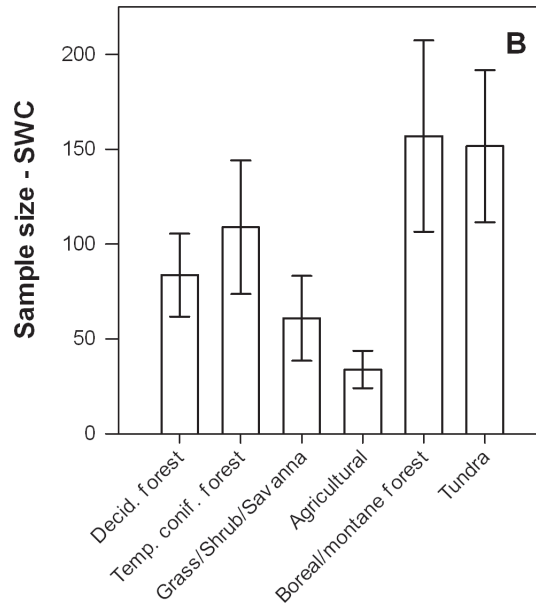 B
Sample size - SWC
200
150
100
50
0
Decid. forest
Temp. conif. forest
Grass/Shrub/Savanna
Agricultural
Boreal/montane forest
Tundra